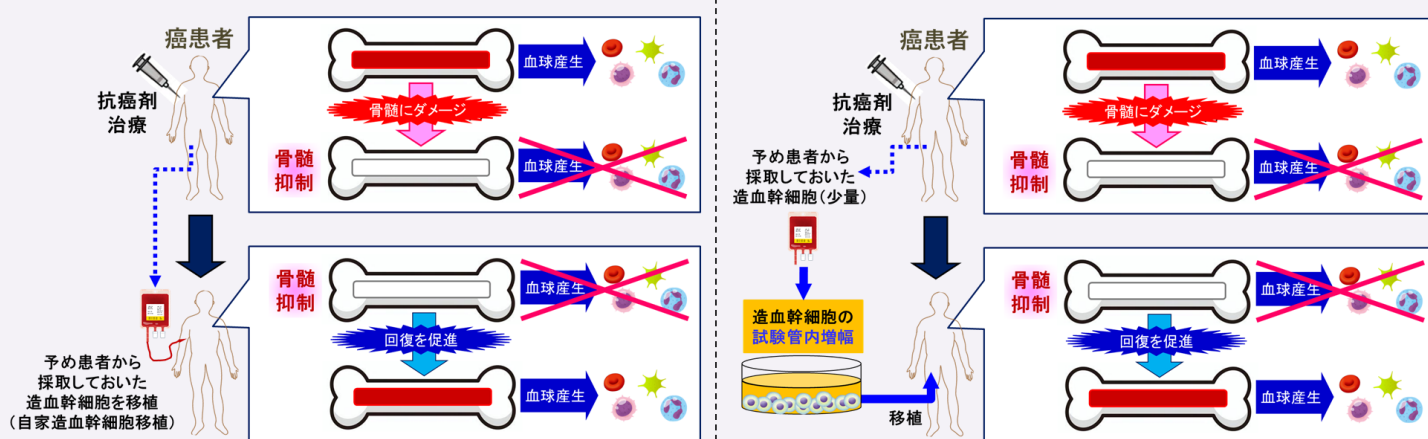 癌患者
抗癌剤
治療
血球産生
骨髄にダメージ
骨髄
抑制
血球産生
骨髄
抑制
血球産生
回復を促進
血球産生
予め患者から
採取しておいた
造血幹細胞を移植
(自家造血幹細胞移植)
癌患者
抗癌剤
治療
血球産生
骨髄にダメージ
骨髄
抑制
血球産生
予め患者から
採取しておいた
造血幹細胞(少量)
造血幹細胞の
試験管内増幅
移植
骨髄
抑制
血球産生
回復を促進
血球産生